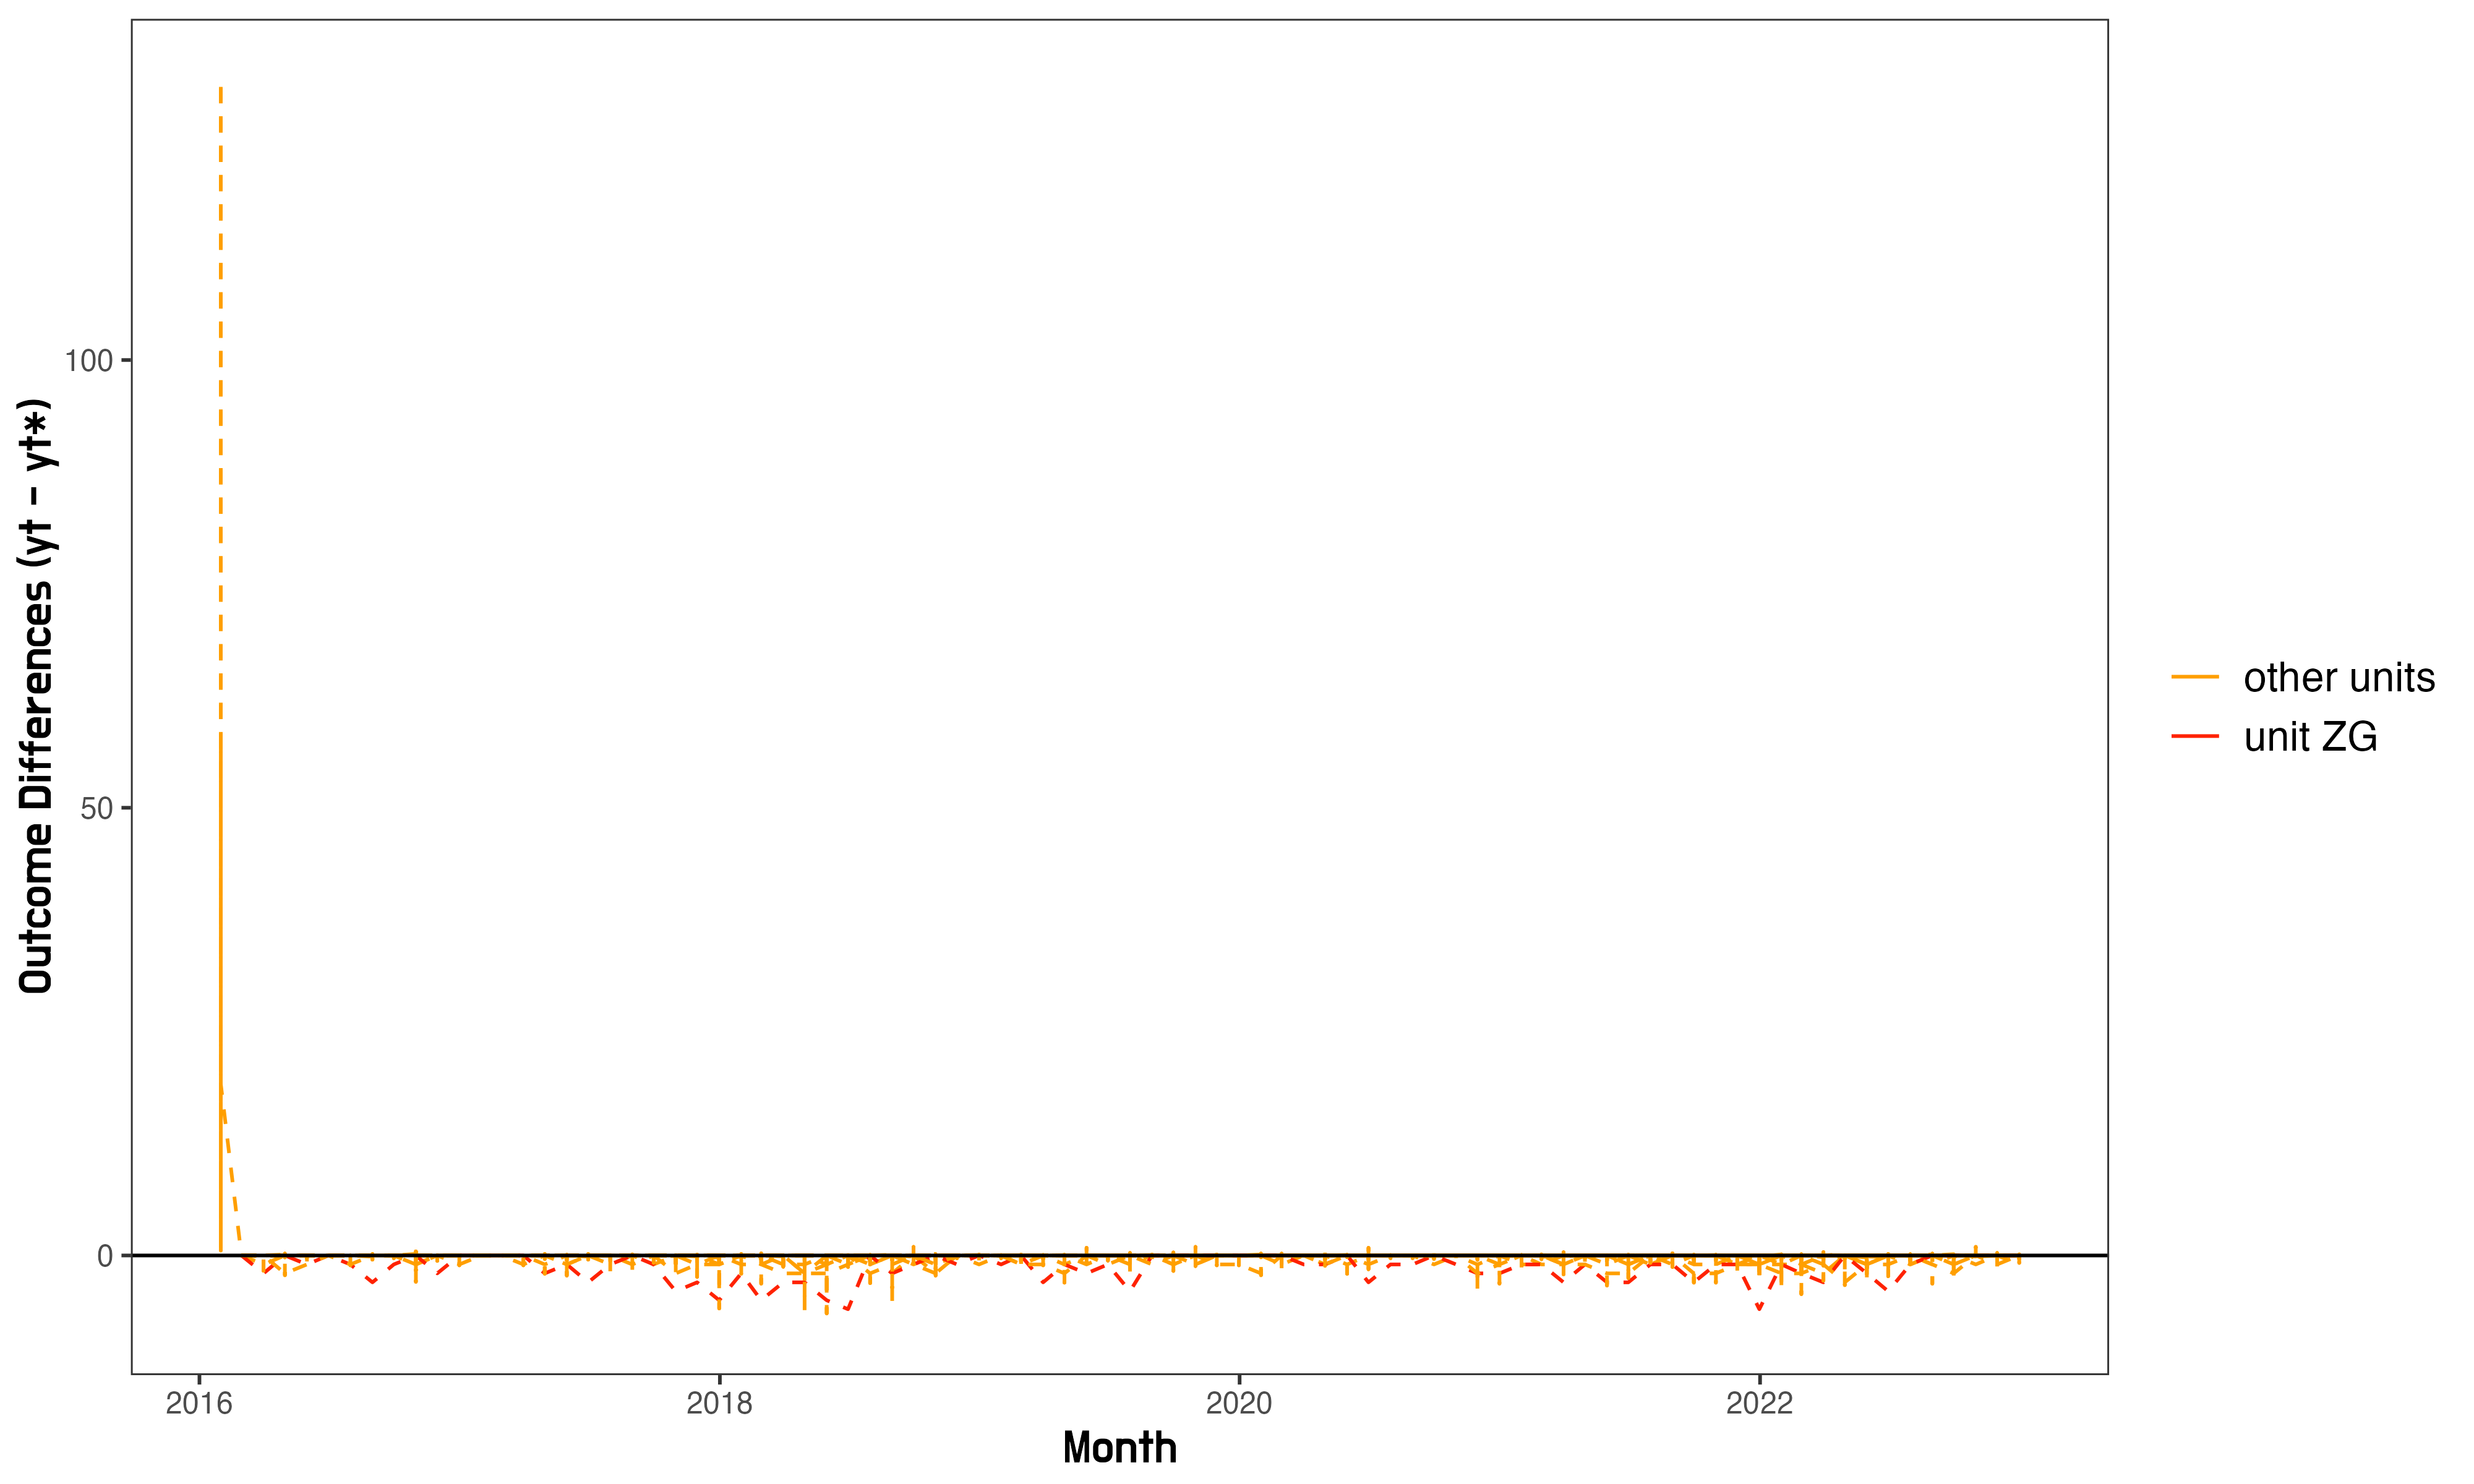 Outcome Differences (yt - yt*)
100
50
0
2016
2018
2020
2022
Month
other units
unit ZG